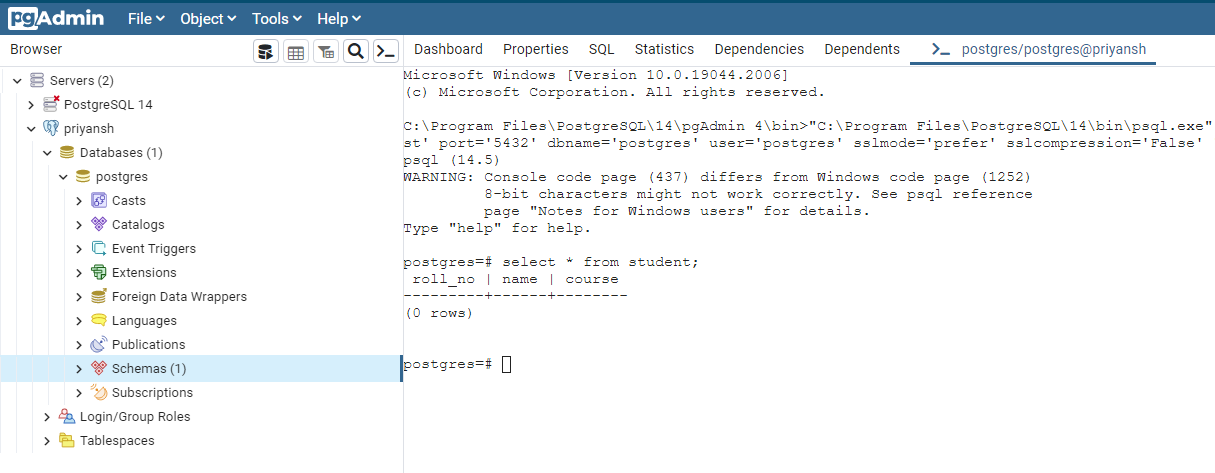 pgAdmin File Object Tools Help
Browser
Dashboard Properties SQL Statistics Dependencies Dependents postgres/postgres@priyansh
Servers (2)
PostgreSQL 14
priyansh
Databases (1)
postgres
Casts
Catalogs
Event Triggers
Extensions
Foreign Data Wrappers
Languages
Publications
Schemas (1)
Subscriptions
Login/Group Roles
Tablespaces
Microsoft Windows [Version 10.0.19044.2006]
(c) Microsoft Corporation. All rights reserved.
C:\Program Files\PostgreSQL\14\pgAdmin 4\bin>"C:\Program Files\PostgreSQL\14\bin\psql.exe"
st' port='5432' dbname='postgres' user='postgres' sslmode='prefer' sslcompression='False'
psql (14.5)
WARNING: Console code page (437) differs from Windows code page (1252)
8-bit characters might not work correctly. See psql reference
page "Notes for Windows users" for details.
Type "help" for help.
postgres=# select * from student;
roll_no | name | course
---------+------+--------
(0 rows)
postgres=#